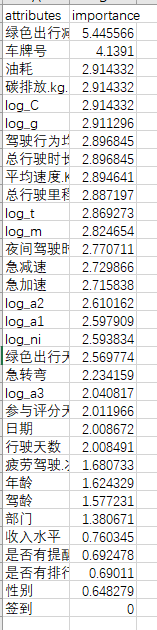 attributes importance
绿色出行减 5.445566
车牌号 4.1391
油耗 2.914332
碳排放.kg. 2.914332
log_C 2.914332
log_g 2.911296
驾驶行为均 2.896845
总行驶时长 2.896845
平均速度.K 2.894641
总行驶里程 2.887197
log_t 2.869273
log_m 2.824654
夜间驾驶时 2.770711
急减速 2.729866
急加速 2.715838
log_a2 2.610162
log_a1 2.597909
log_ni 2.593834
绿色出行天 2.569774
急转弯 2.234159
log_a3 2.040817
参与评分天 2.011966
日期 2.008672
行驶天数 2.008491
疲劳驾驶.次 1.680733
年龄 1.624329
驾龄 1.577231
部门 1.380671
收入水平 0.760345
是否有提醒 0.692478
是否有排行 0.69011
性别 0.648279
签到 0